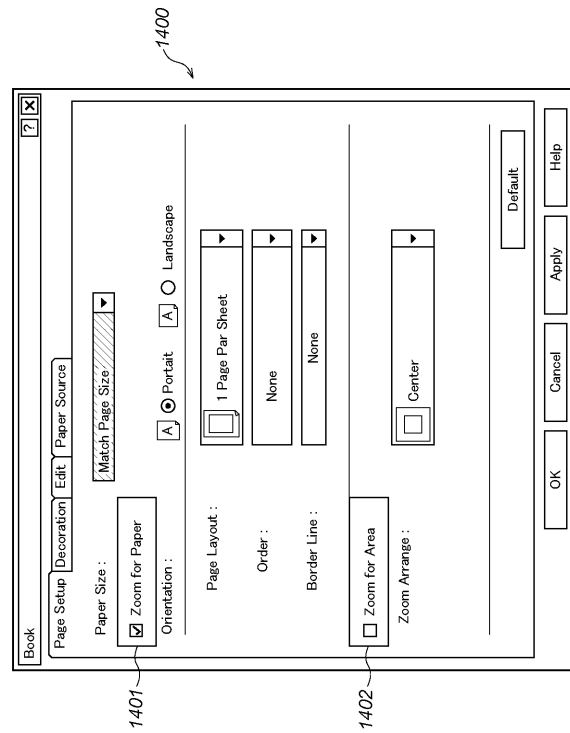 1400
Book ? X
Page Setup Decoration Edit Paper Source
Paper Size : Match Page Size
1401
Zoom for Paper
Orientation : A Portait A Landscape
Page Layout : 1 Page Par Sheet
Order : None
Border Line : None
1402
Zoom for Area
Zoom Arrange : Center
Default
OK Cancel Apply Help